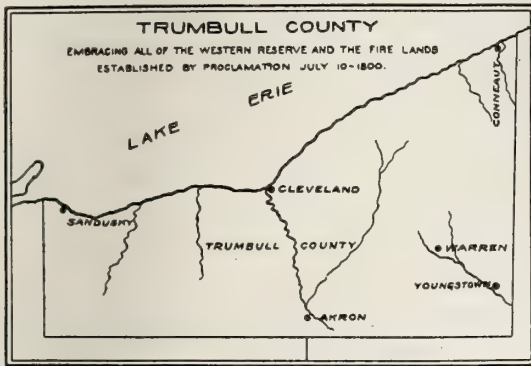 TRUMBULL COUNTY
EMBRACING ALL OF THE WESTERN RESERVE AND THE FIRE LANDS
ESTABLISHED BY PROCLAMATION JULY 10-1800.
LAKE ERIE
CONNEAUT
CLEVELAND
SANDUSKY
TRUMBULL COUNTY
WARREN
YOUNGSTOWN
AKRON